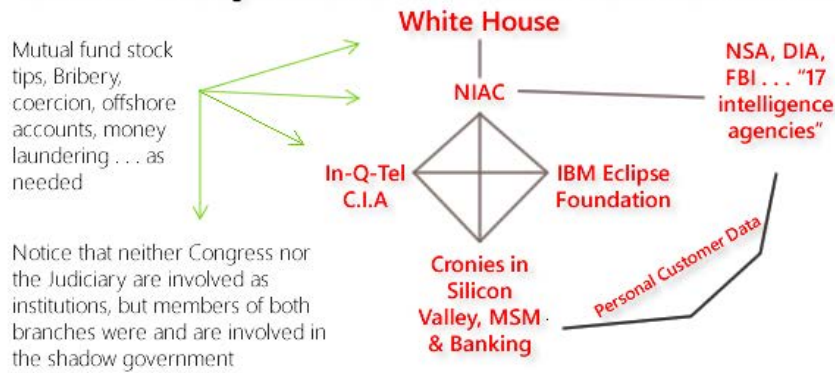 White House
Mutual fund stock
tips, Bribery,
coercion, offshore
accounts, money
laundering . . . as
needed
NIAC
NSA, DIA,
FBI . . . “17
intelligence
agencies”
In-Q-Tel
C.I.A
IBM Eclipse
Foundation
Cronies in
Silicon
Valley, MSM
& Banking
Personal Customer Data
Notice that neither Congress nor
the Judiciary are involved as
institutions, but members of both
branches were and are involved in
the shadow government